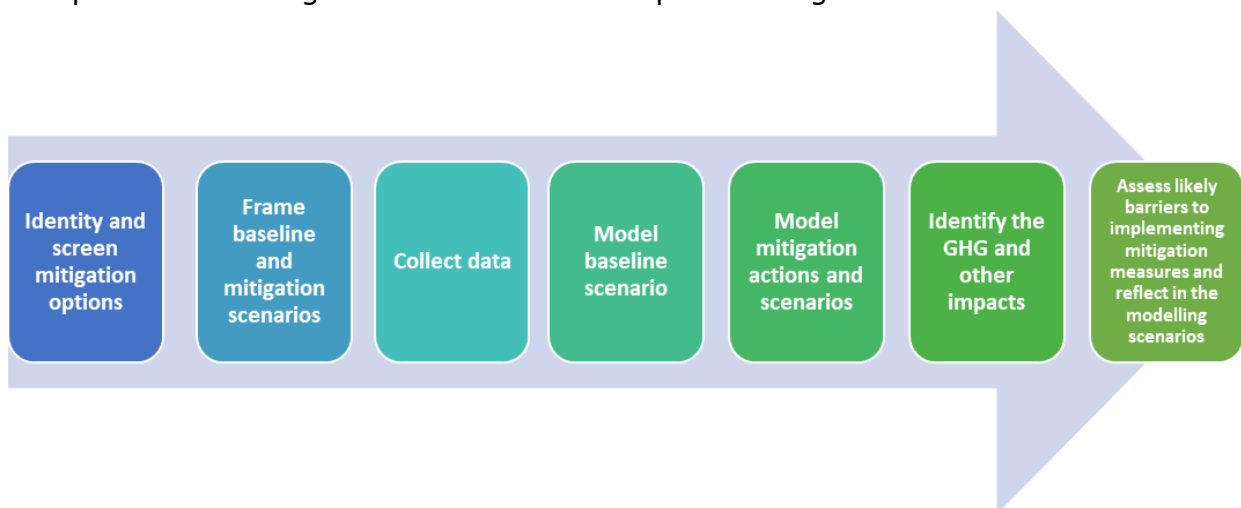 Identity and
screen
mitigation
options
Frame
baseline
and
mitigation
scenarios
Collect data
Model
baseline
scenario
Model
mitigation
actions and
scenarios
Identify the
GHG and
other
impacts
Assess likely
barriers to
implementing
mitigation
measures and
reflect in the
modelling
scenarios